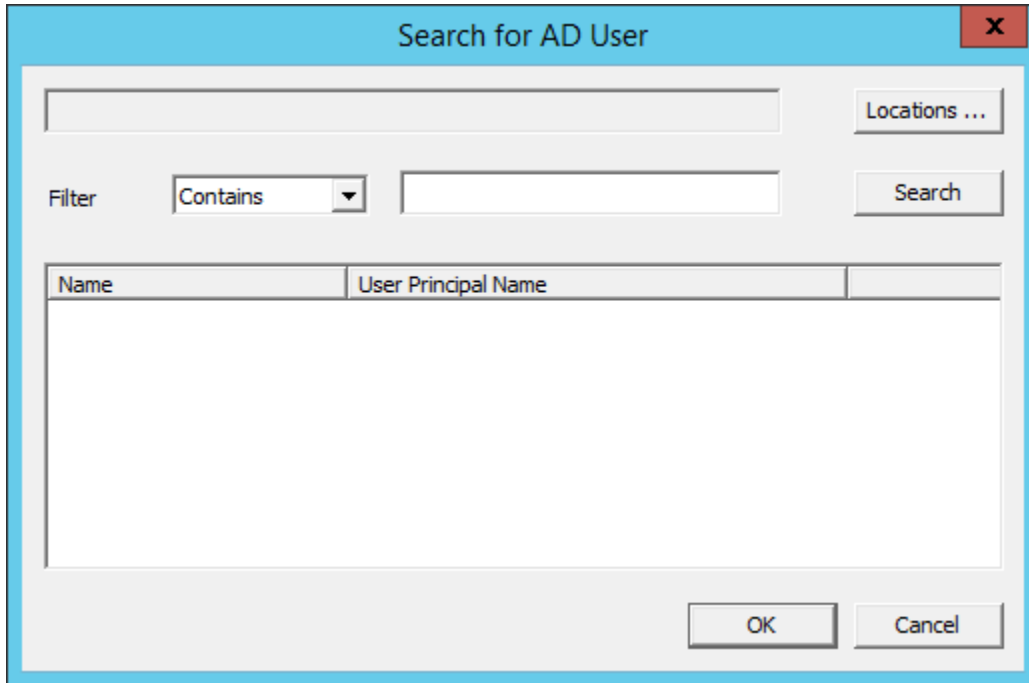 Search for AD User
x
Locations ...
Filter
Contains
Search
Name
User Principal Name
OK
Cancel